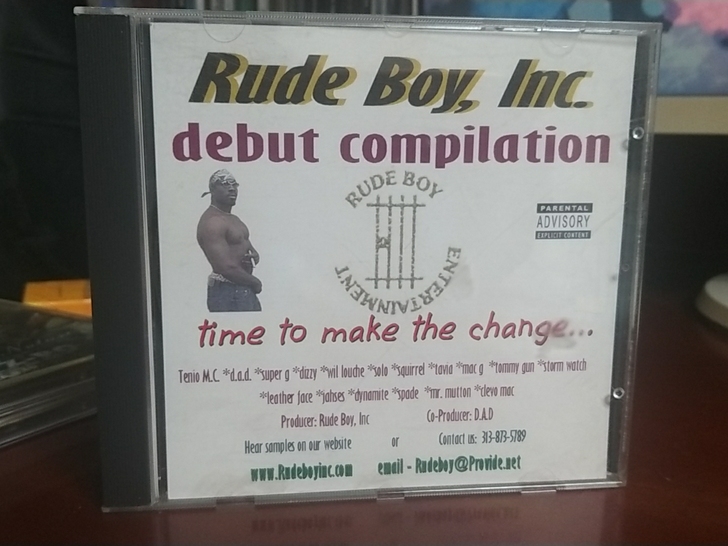 Rude Boy, Inc.
debut compilation
RUDE BOY
ENTERTAINMENT
PARENTAL
ADVISORY
EXPLICIT CONTENT
time to make the change...
Tenio M.C. *d.a.d. *super g *dizzy *wil louche *solo *squirrel *tavia *mac g *tommy gun *storm watch
*leather face *jahses *dynamite *spade *mr. mutton *clevo mac
Producer: Rude Boy, Inc Co-Producer: D.A.D
Hear samples on our website or Contact us: 313-873-5789
www.Rudeboyinc.com email - Rudeboy@Provide.net